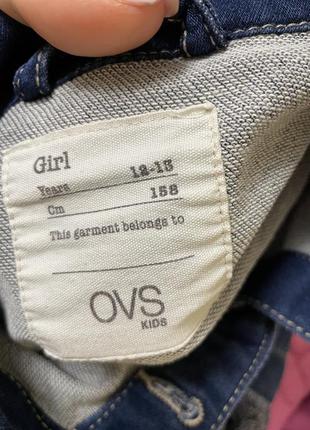 Girl
Years 12-13
Cm 158
This garment belongs to
OVS
KIDS